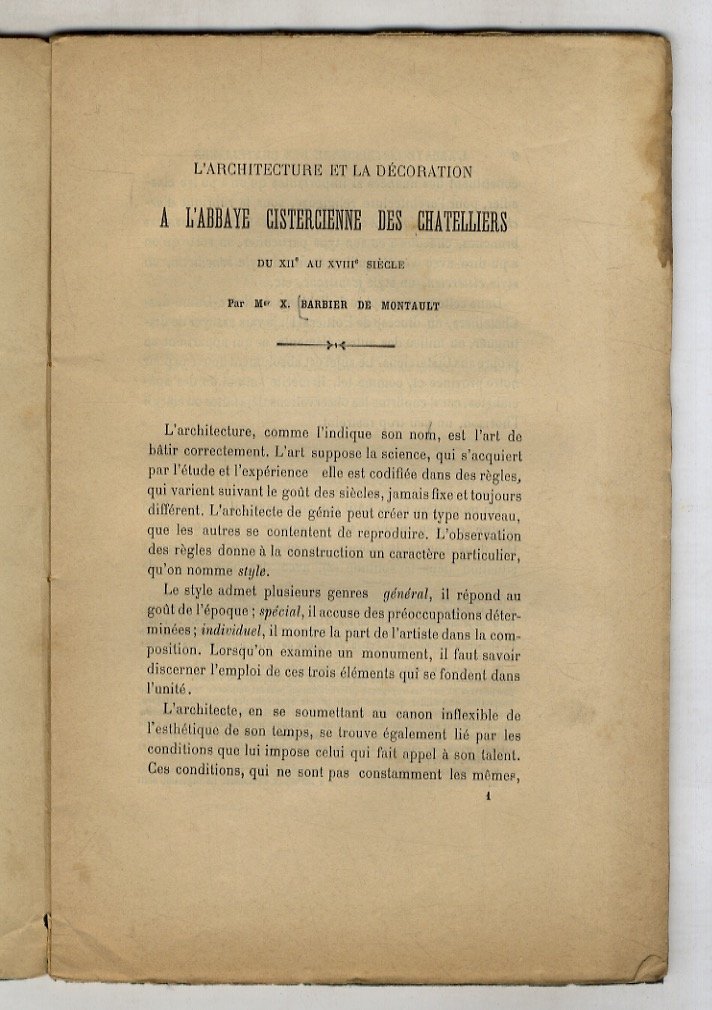 L'ARCHITECTURE ET LA DÉCORATION
A L'ABBAYE CISTERCIENNE DES CHATELLIERS
DU XIIe AU XVIIIe SIÈCLE
Par Mgr X. BARBIER DE MONTAULT
L'architecture, comme l'indique son nom, est l'art de
bâtir correctement. L'art suppose la science, qui s'acquiert
par l'étude et l'expérience elle est codifiée dans des règles,
qui varient suivant le goût des siècles, jamais fixe et toujours
différent. L'architecte de génie peut créer un type nouveau,
que les autres se contentent de reproduire. L'observation
des règles donne à la construction un caractère particulier,
qu'on nomme style.
Le style admet plusieurs genres général, il répond au
goût de l'époque ; spécial, il accuse des préoccupations déter-
minées ; individuel, il montre la part de l'artiste dans la com-
position. Lorsqu'on examine un monument, il faut savoir
discerner l'emploi de ces trois éléments qui se fondent dans
l'unité.
L'architecte, en se soumettant au canon inflexible de
l'esthétique de son temps, se trouve également lié par les
conditions que lui impose celui qui fait appel à son talent.
Ces conditions, qui ne sont pas constamment les mêmes,
1